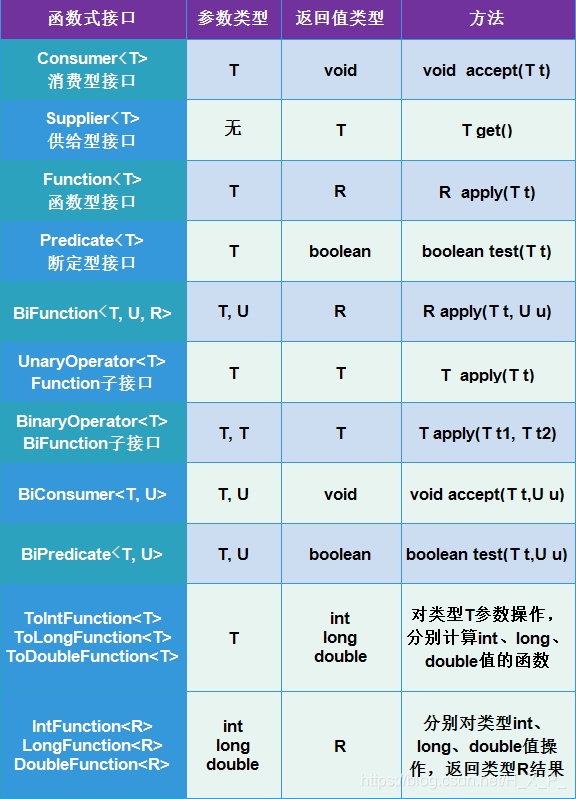 函数式接口 参数类型 返回值类型 方法
Consumer<T>
消费型接口
T
void
void accept(T t)
Supplier<T>
供给型接口
无
T
T get()
Function<T>
函数型接口
T
R
R apply(T t)
Predicate<T>
断定型接口
T
boolean
boolean test(T t)
BiFunction<T, U, R>
T, U
R
R apply(T t, U u)
UnaryOperator<T>
Function子接口
T
T
T apply(T t)
BinaryOperator<T>
BiFunction子接口
T, T
T
T apply(T t1, T t2)
BiConsumer<T, U>
T, U
void
void accept(T t,U u)
BiPredicate<T, U>
T, U
boolean
boolean test(T t,U u)
ToIntFunction<T>
ToLongFunction<T>
ToDoubleFunction<T>
T
int
long
double
对类型T参数操作，
分别计算int、long、
double值的函数
IntFunction<R>
LongFunction<R>
DoubleFunction<R>
int
long
double
R
分别对类型int、
long、double值操
作，返回类型R结果
https://blog.csdn.net/H_X_P_